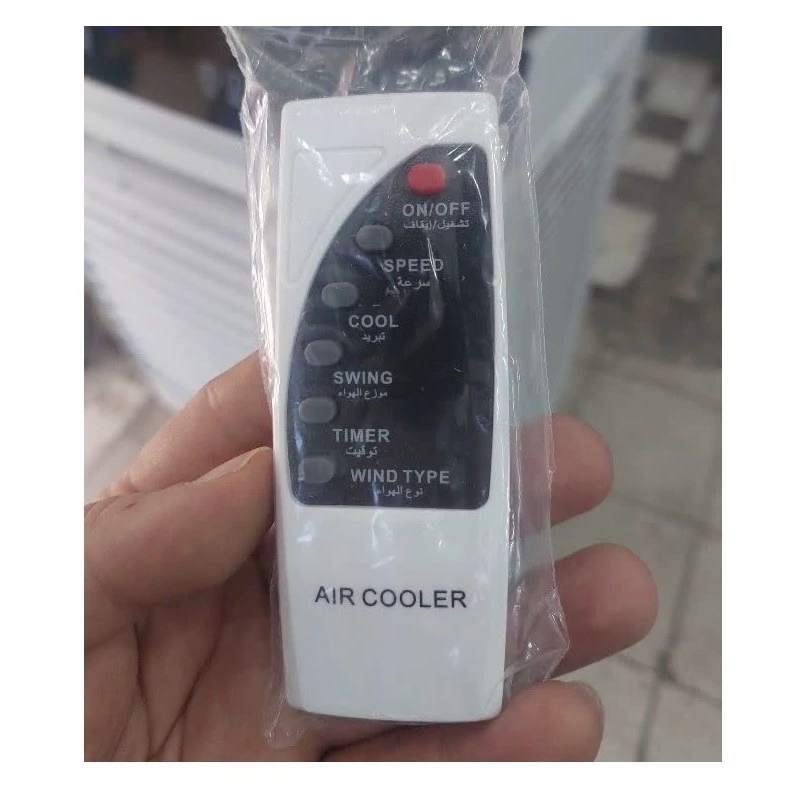 ON/OFF
تشغيل/إيقاف
SPEED
سرعة
COOL
تبريد
SWING
موزع الهواء
TIMER
توقيت
WIND TYPE
نوع الهواء
AIR COOLER